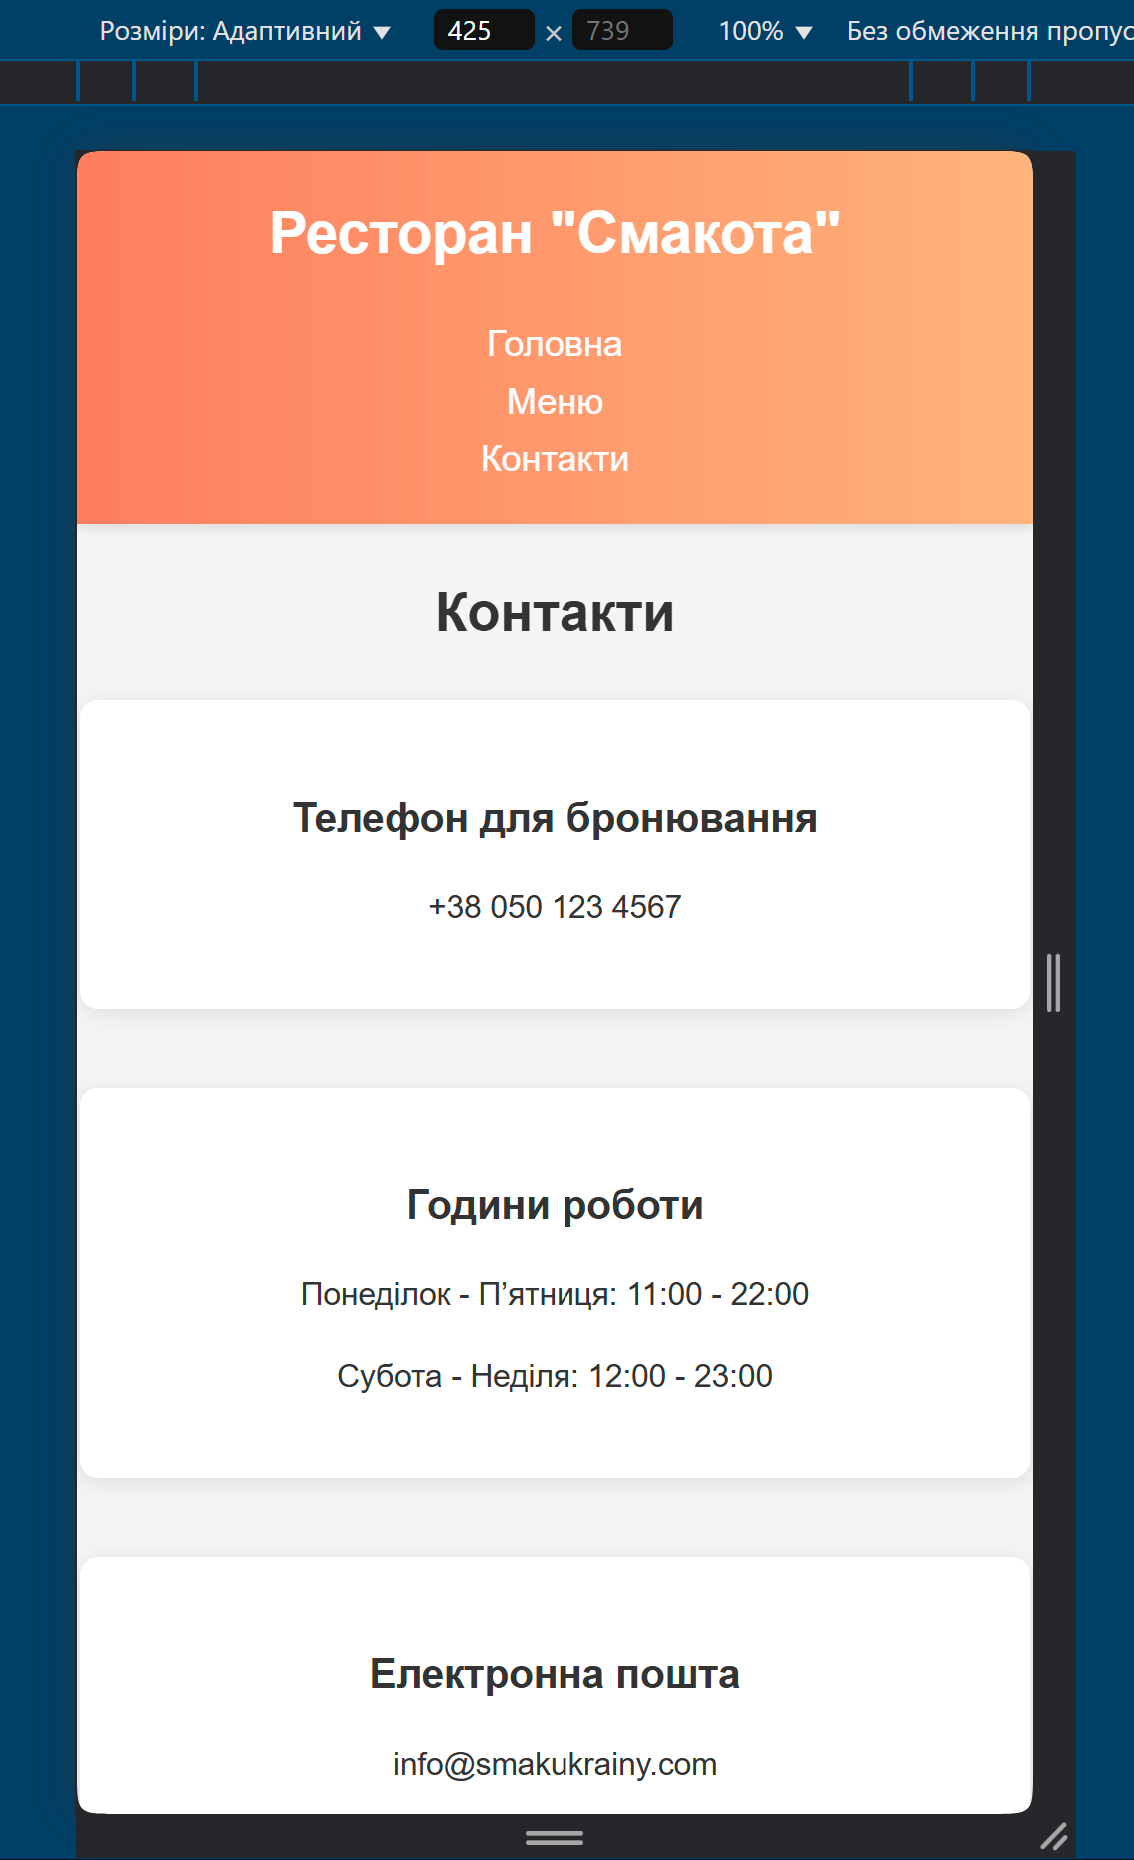 Розміри: Адаптивний ▼ 425 × 739 100% ▼ Без обмеження пропус
Ресторан "Смакота"
Головна
Меню
Контакти
Контакти
Телефон для бронювання
+38 050 123 4567
Години роботи
Понеділок - П’ятниця: 11:00 - 22:00
Субота - Неділя: 12:00 - 23:00
Електронна пошта
info@smakukrainy.com